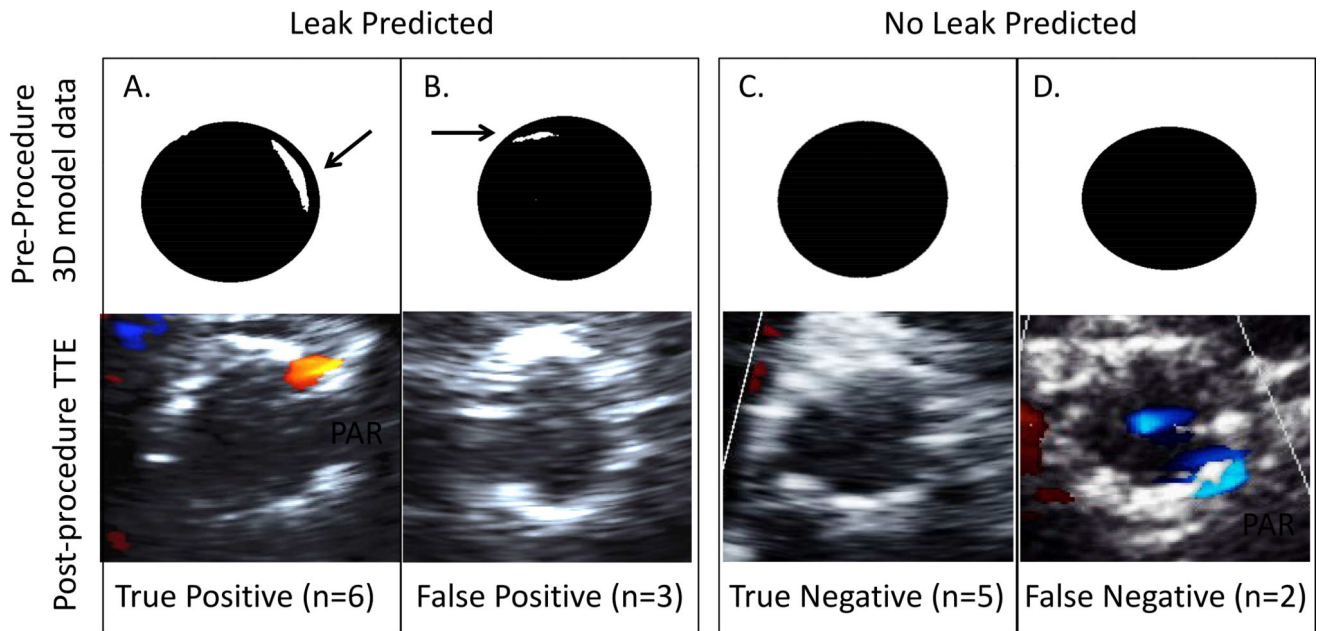 Leak Predicted
No Leak Predicted
Pre-Procedure
3D model data
A.
B.
C.
D.
Post-procedure TTE
PAR
PAR
True Positive (n=6)
False Positive (n=3)
True Negative (n=5)
False Negative (n=2)